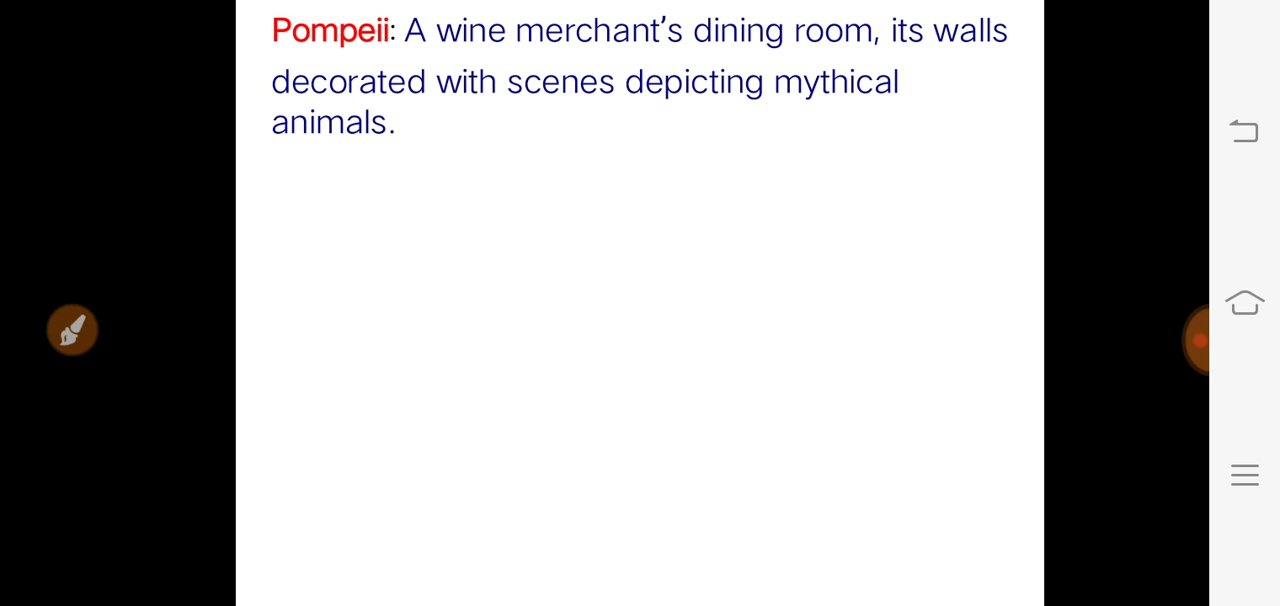 Pompeii: A wine merchant’s dining room, its walls
decorated with scenes depicting mythical
animals.